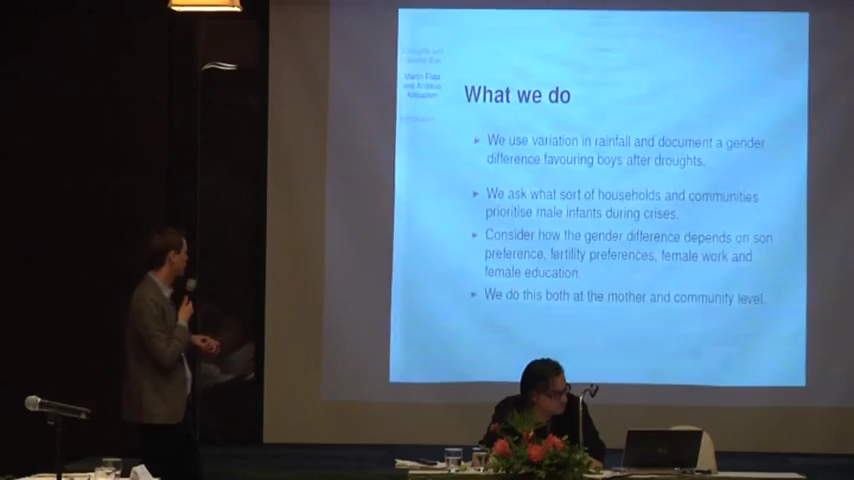 Martin Flatø
and Andreas
Kotsadam
What we do
We use variation in rainfall and document a gender
difference favouring boys after droughts.
We ask what sort of households and communities
prioritise male infants during crises.
Consider how the gender difference depends on son
preference, fertility preferences, female work and
female education.
We do this both at the mother and community level.